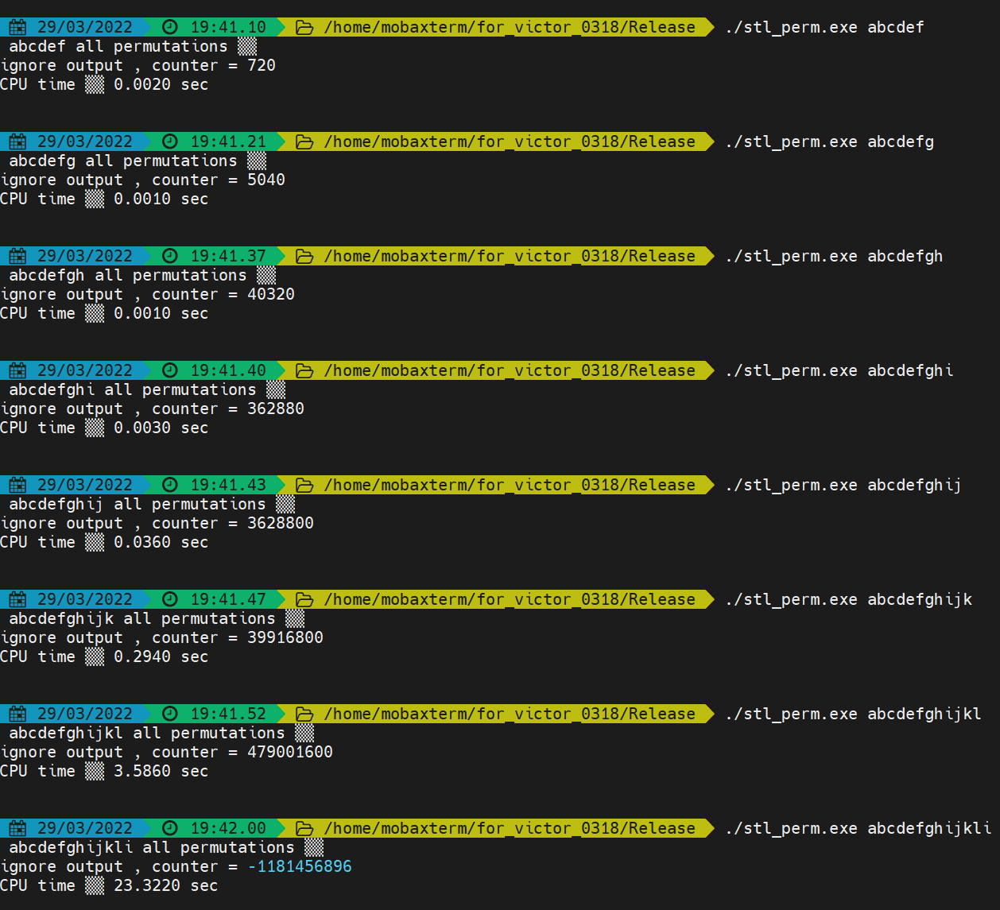 29/03/2022 19:41.10 /home/mobaxterm/for_victor_0318/Release ./stl_perm.exe abcdef
abcdef all permutations ▒▒
ignore output , counter = 720
CPU time ▒▒ 0.0020 sec
29/03/2022 19:41.21 /home/mobaxterm/for_victor_0318/Release ./stl_perm.exe abcdefg
abcdefg all permutations ▒▒
ignore output , counter = 5040
CPU time ▒▒ 0.0010 sec
29/03/2022 19:41.37 /home/mobaxterm/for_victor_0318/Release ./stl_perm.exe abcdefgh
abcdefgh all permutations ▒▒
ignore output , counter = 40320
CPU time ▒▒ 0.0010 sec
29/03/2022 19:41.40 /home/mobaxterm/for_victor_0318/Release ./stl_perm.exe abcdefghi
abcdefghi all permutations ▒▒
ignore output , counter = 362880
CPU time ▒▒ 0.0030 sec
29/03/2022 19:41.43 /home/mobaxterm/for_victor_0318/Release ./stl_perm.exe abcdefghij
abcdefghij all permutations ▒▒
ignore output , counter = 3628800
CPU time ▒▒ 0.0360 sec
29/03/2022 19:41.47 /home/mobaxterm/for_victor_0318/Release ./stl_perm.exe abcdefghijk
abcdefghijk all permutations ▒▒
ignore output , counter = 39916800
CPU time ▒▒ 0.2940 sec
29/03/2022 19:41.52 /home/mobaxterm/for_victor_0318/Release ./stl_perm.exe abcdefghijkl
abcdefghijkl all permutations ▒▒
ignore output , counter = 479001600
CPU time ▒▒ 3.5860 sec
29/03/2022 19:42.00 /home/mobaxterm/for_victor_0318/Release ./stl_perm.exe abcdefghijkli
abcdefghijkli all permutations ▒▒
ignore output , counter = -1181456896
CPU time ▒▒ 23.3220 sec